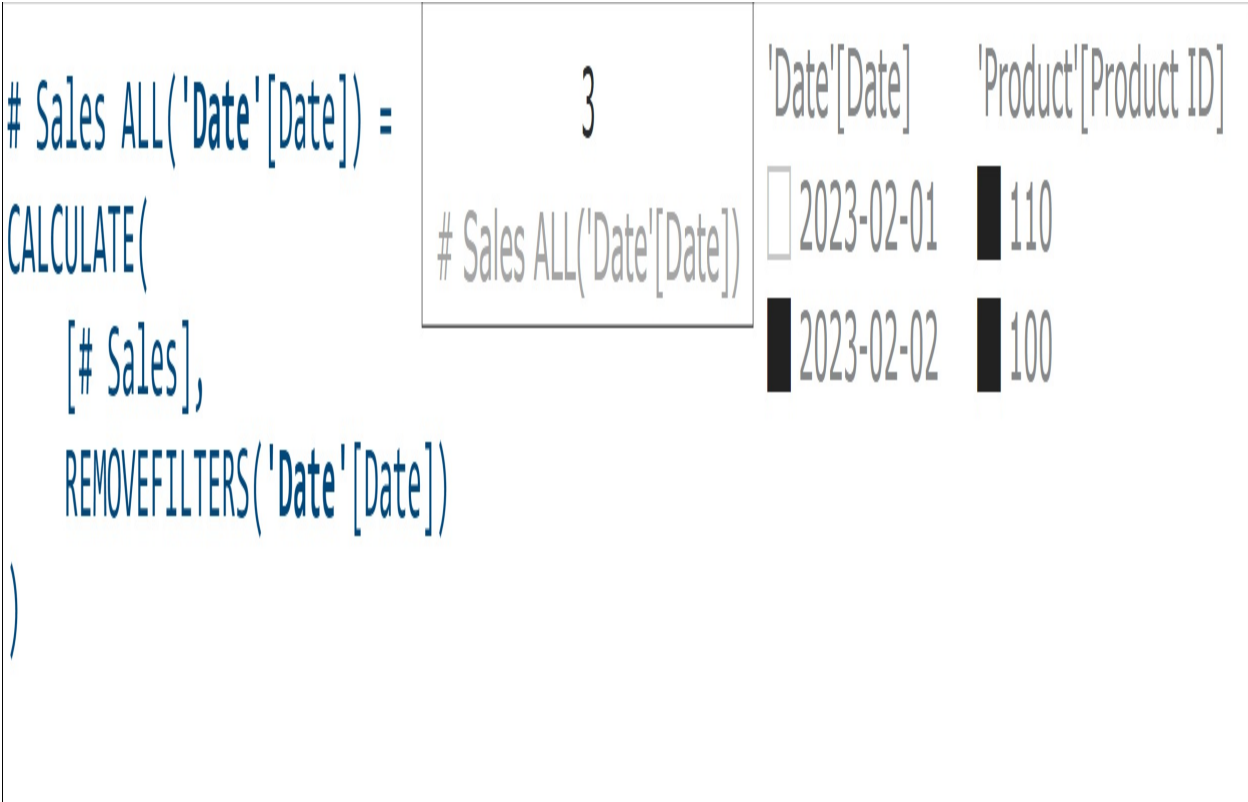 # Sales ALL('Date'[Date]) =
CALCULATE(
[# Sales],
REMOVEFILTERS('Date'[Date])
)
3
# Sales ALL('Date'[Date])
'Date'[Date]
2023-02-01
2023-02-02
'Product'[Product ID]
110
100